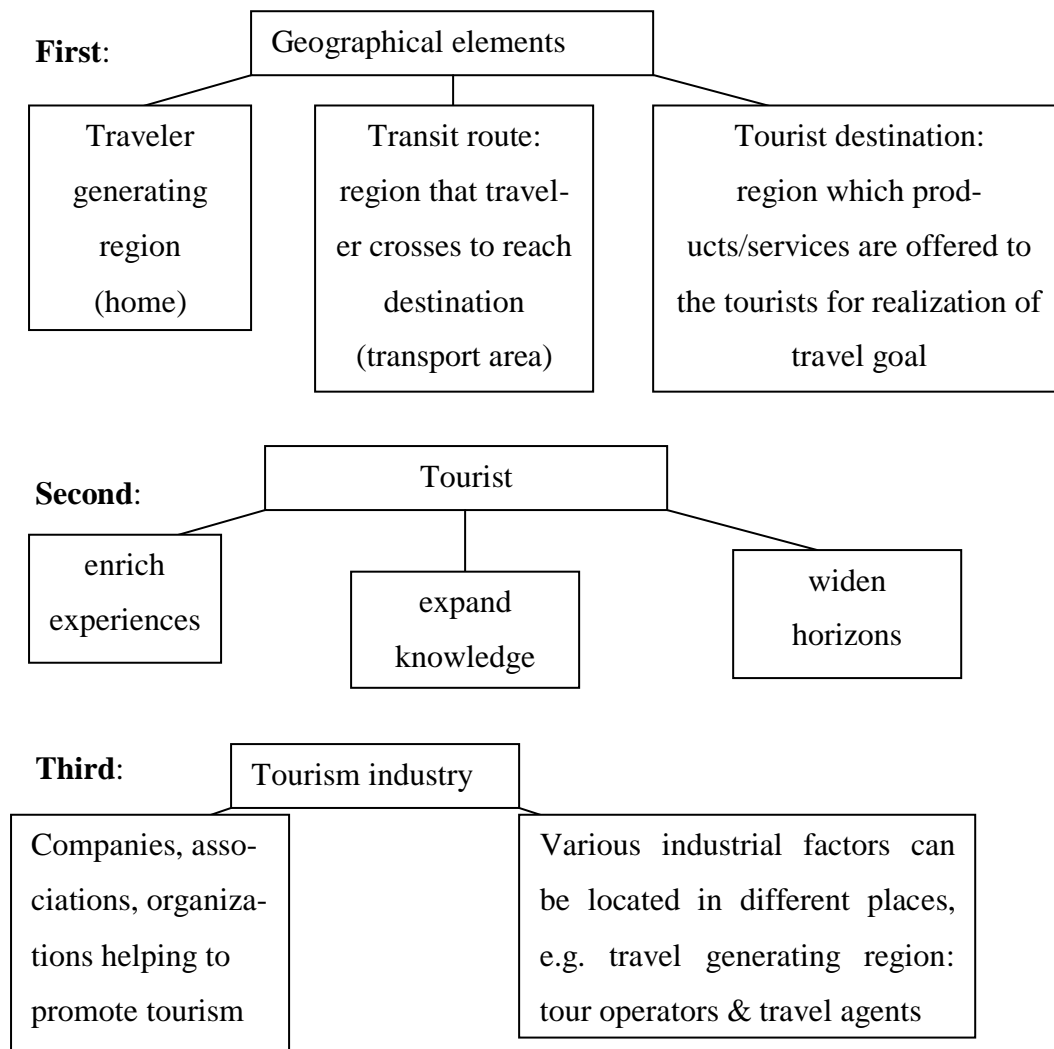 First:
Geographical elements
Traveler
generating
region
(home)
Transit route:
region that travel-
er crosses to reach
destination
(transport area)
Tourist destination:
region which prod-
ucts/services are offered to
the tourists for realization of
travel goal
Second:
Tourist
enrich
experiences
expand
knowledge
widen
horizons
Third:
Tourism industry
Companies, asso-
ciations, organiza-
tions helping to
promote tourism
Various industrial factors can
be located in different places,
e.g. travel generating region:
tour operators & travel agents